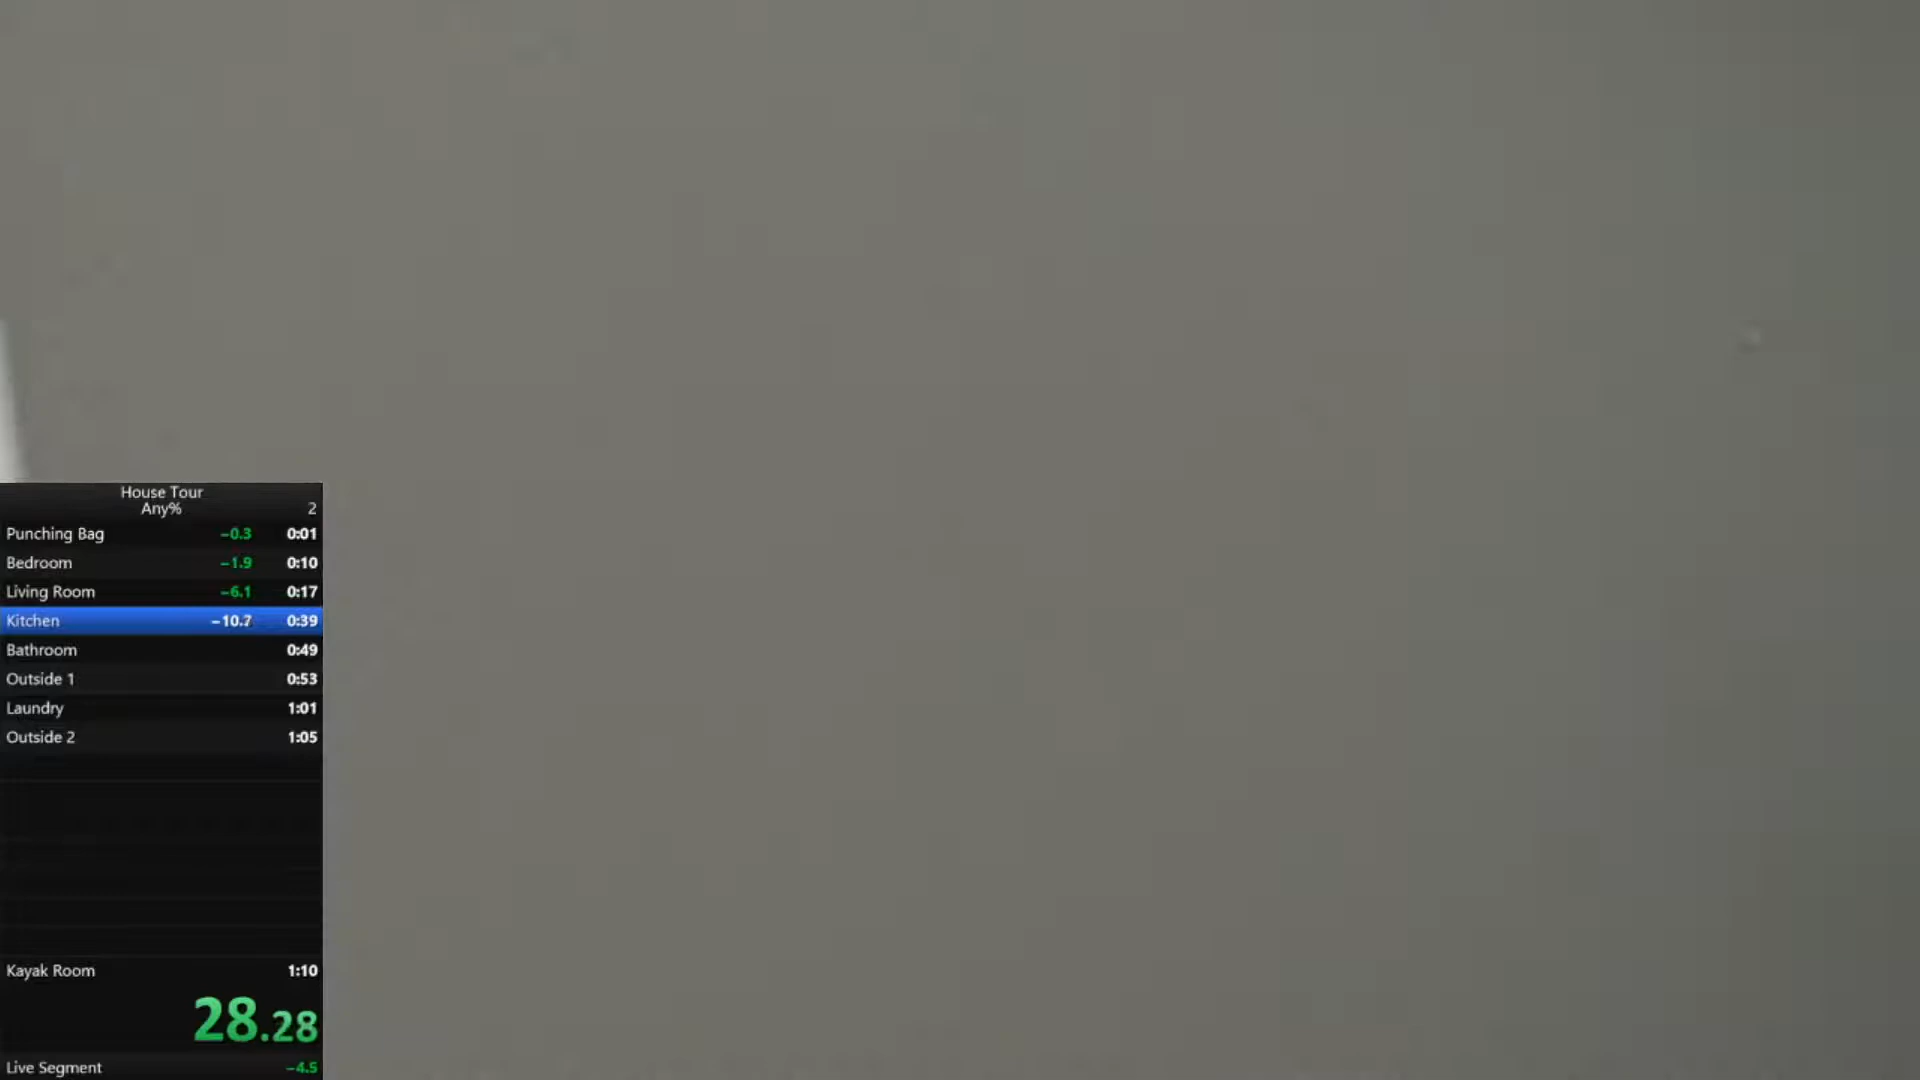 House Tour
Any% 2
Punching Bag −0.3 0:01
Bedroom −1.9 0:10
Living Room −6.1 0:17
Kitchen −10.7 0:39
Bathroom 0:49
Outside 1 0:53
Laundry 1:01
Outside 2 1:05
Kayak Room 1:10
28.28
Live Segment −4.5